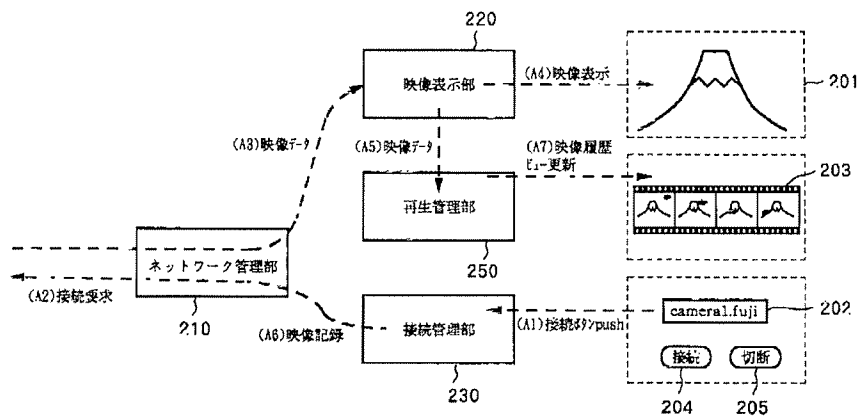 220
映像表示部
(A4)映像表示
201
(A3)映像ﾃﾞｰﾀ
(A5)映像ﾃﾞｰﾀ
(A7)映像履歴
ﾋﾞｭｰ更新
203
再生管理部
250
ネットワーク管理部
(A2)接続要求
210
(A6)映像記録
接続管理部
230
(A1)接続ﾎﾞﾀﾝpush
camera1.fuji
202
接続
切断
204
205